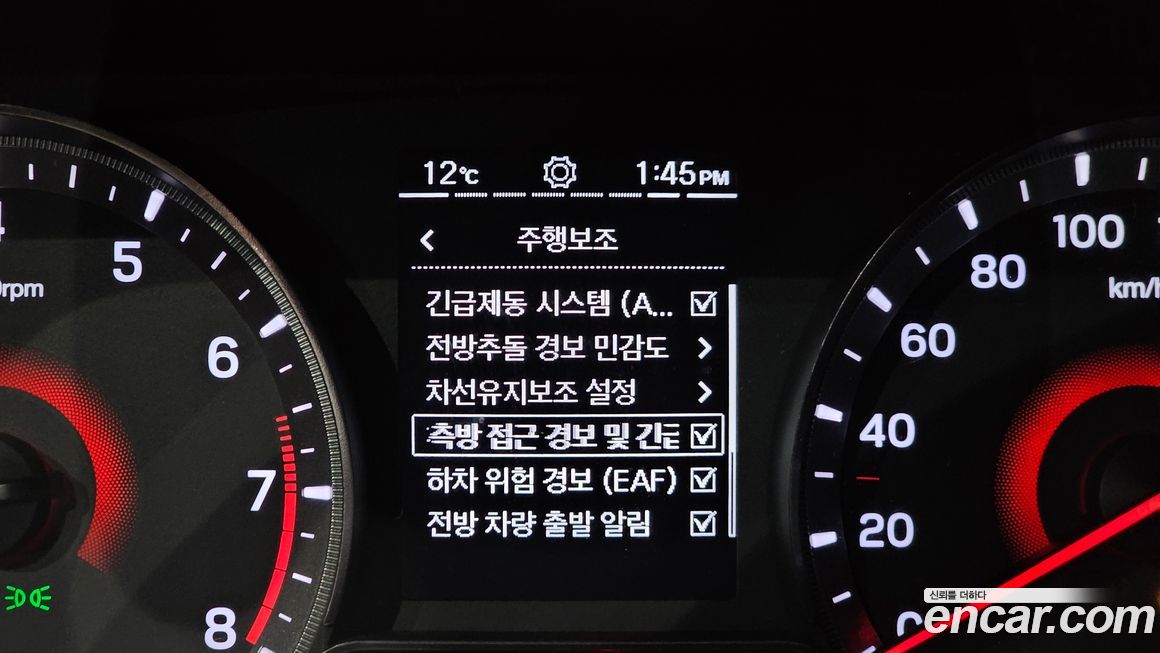 12℃ 1:45PM
주행보조
긴급제동 시스템 (A...
전방추돌 경보 민감도
차선유지보조 설정
측방 접근 경보 및 긴급
하차 위험 경보 (EAF)
전방 차량 출발 알림
5
6
7
8
100
80
60
40
20
0
km/h
신뢰를 더하다
encar.com